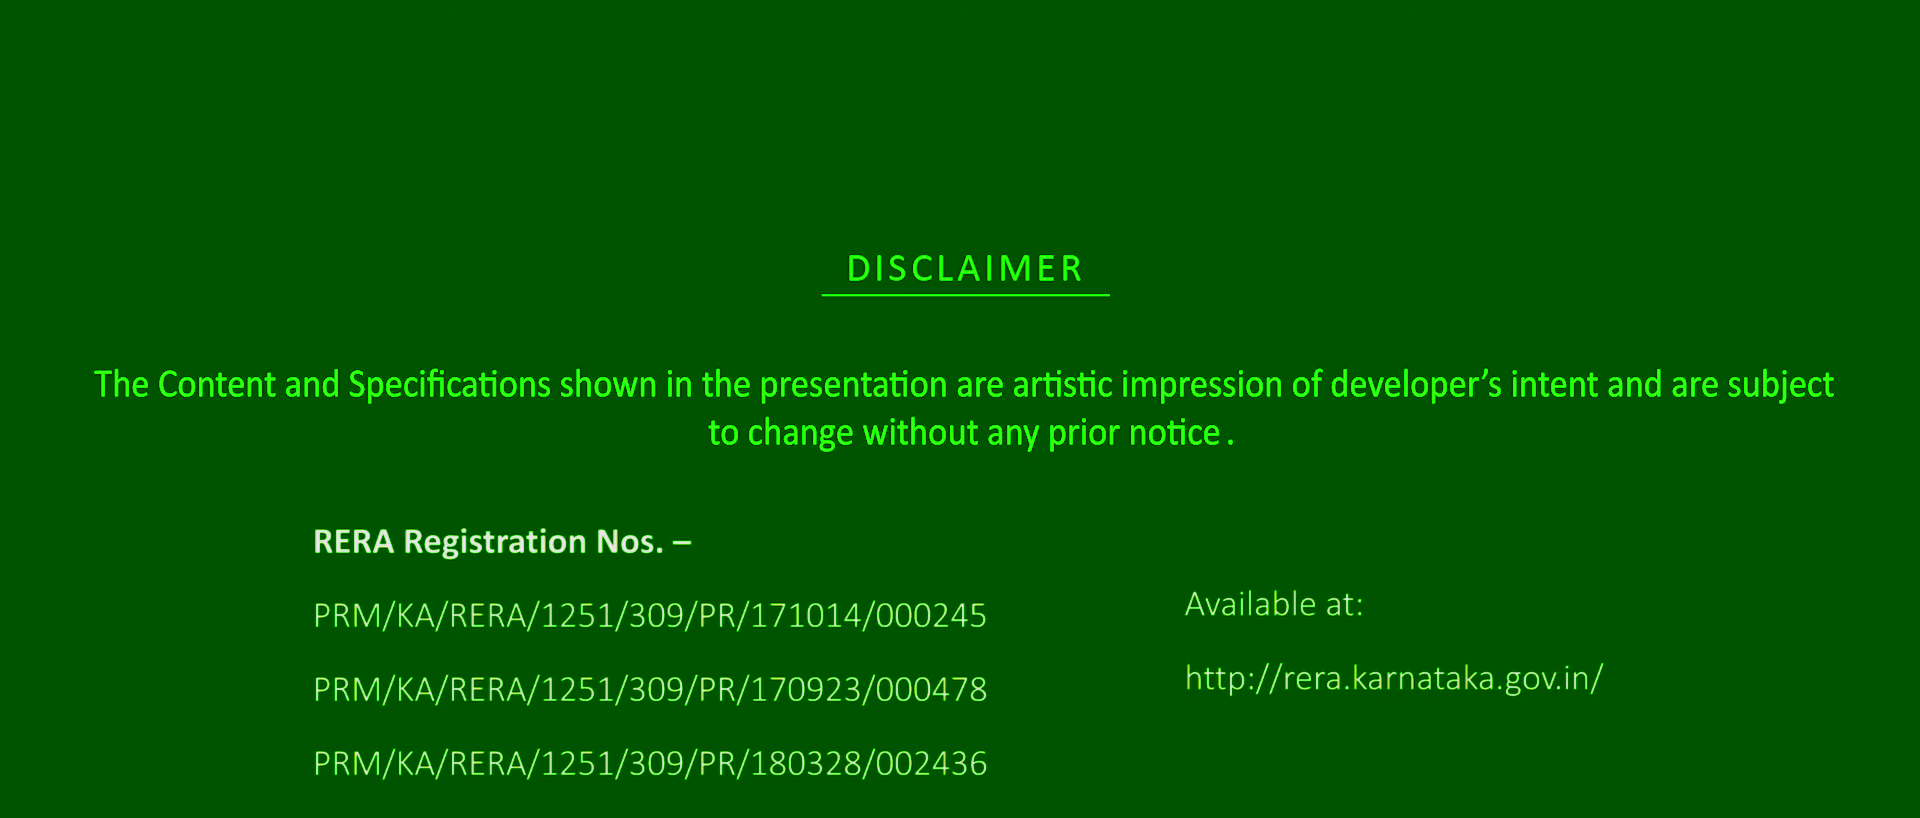 DISCLAIMER
The Content and Specifications shown in the presentation are artistic impression of developer’s intent and are subject
to change without any prior notice .
RERA Registration Nos. –
PRM/KA/RERA/1251/309/PR/171014/000245
PRM/KA/RERA/1251/309/PR/170923/000478
PRM/KA/RERA/1251/309/PR/180328/002436
Available at:
http://rera.karnataka.gov.in/